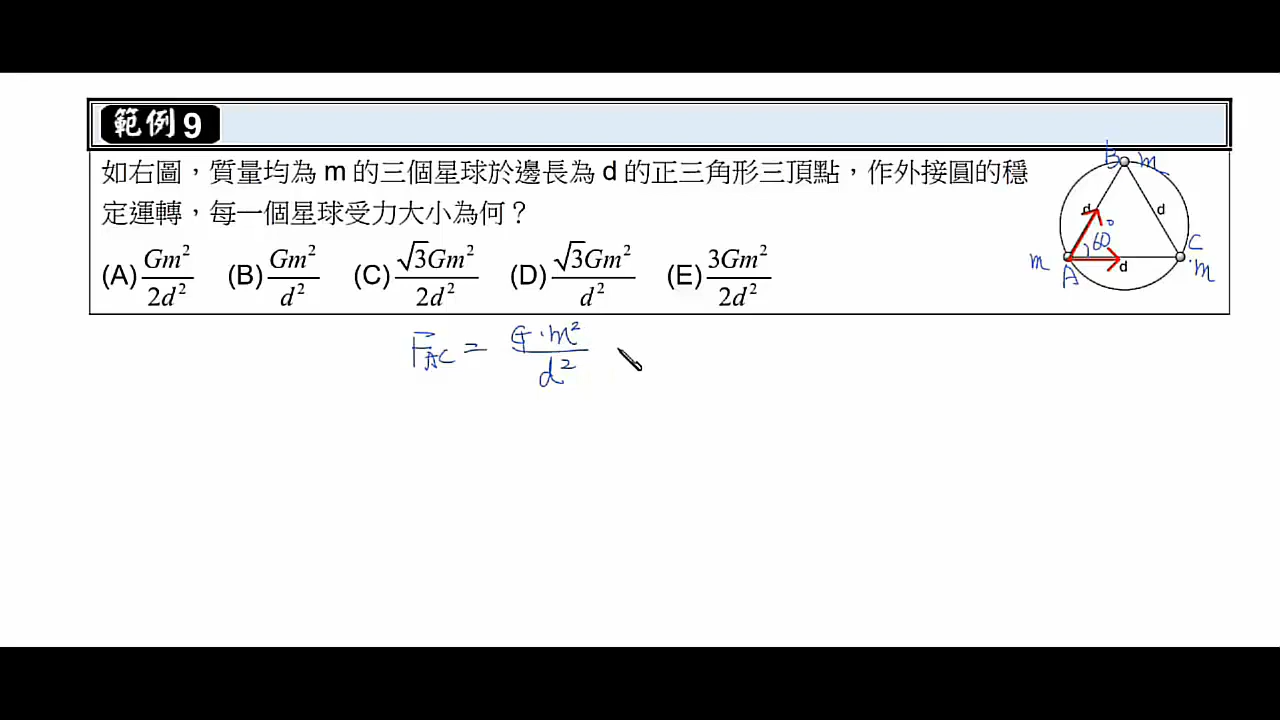 範例9
如右圖，質量均為 m 的三個星球於邊長為 d 的正三角形三頂點，作外接圓的穩
定運轉，每一個星球受力大小為何？
(A) Gm²/2d² (B) Gm²/d² (C) √3Gm²/2d² (D) √3Gm²/d² (E) 3Gm²/2d²
B m
d d
60°
C
m A d m
F⃗AC = G·m²/d²